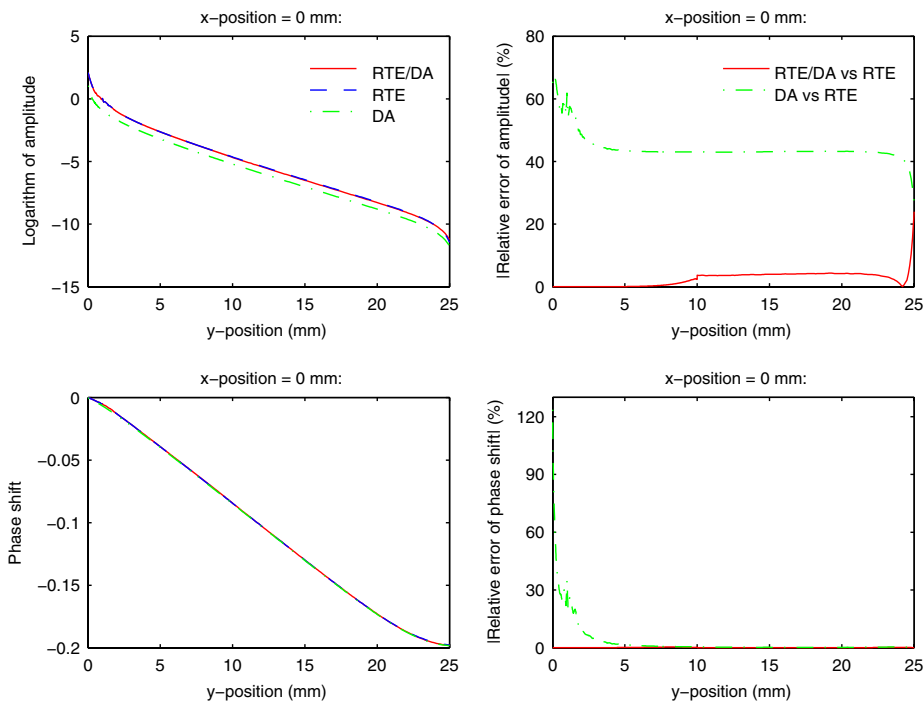 x-position = 0 mm:
Logarithm of amplitude
5
0
−5
−10
−15
RTE/DA
RTE
DA
0 5 10 15 20 25
y-position (mm)
x-position = 0 mm:
|Relative error of amplitude| (%)
80
60
40
20
0
RTE/DA vs RTE
DA vs RTE
0 5 10 15 20 25
y-position (mm)
x-position = 0 mm:
Phase shift
0
−0.05
−0.1
−0.15
−0.2
0 5 10 15 20 25
y-position (mm)
x-position = 0 mm:
|Relative error of phase shift| (%)
120
90
60
30
0
0 5 10 15 20 25
y-position (mm)